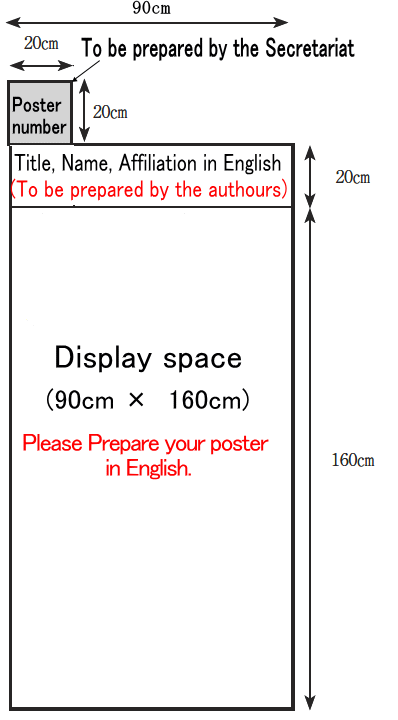 90cm
20cm
To be prepared by the Secretariat
Poster
number
20cm
Title, Name, Affiliation in English
(To be prepared by the authours)
20cm
Display space
(90cm × 160cm)
Please Prepare your poster
in English.
160cm